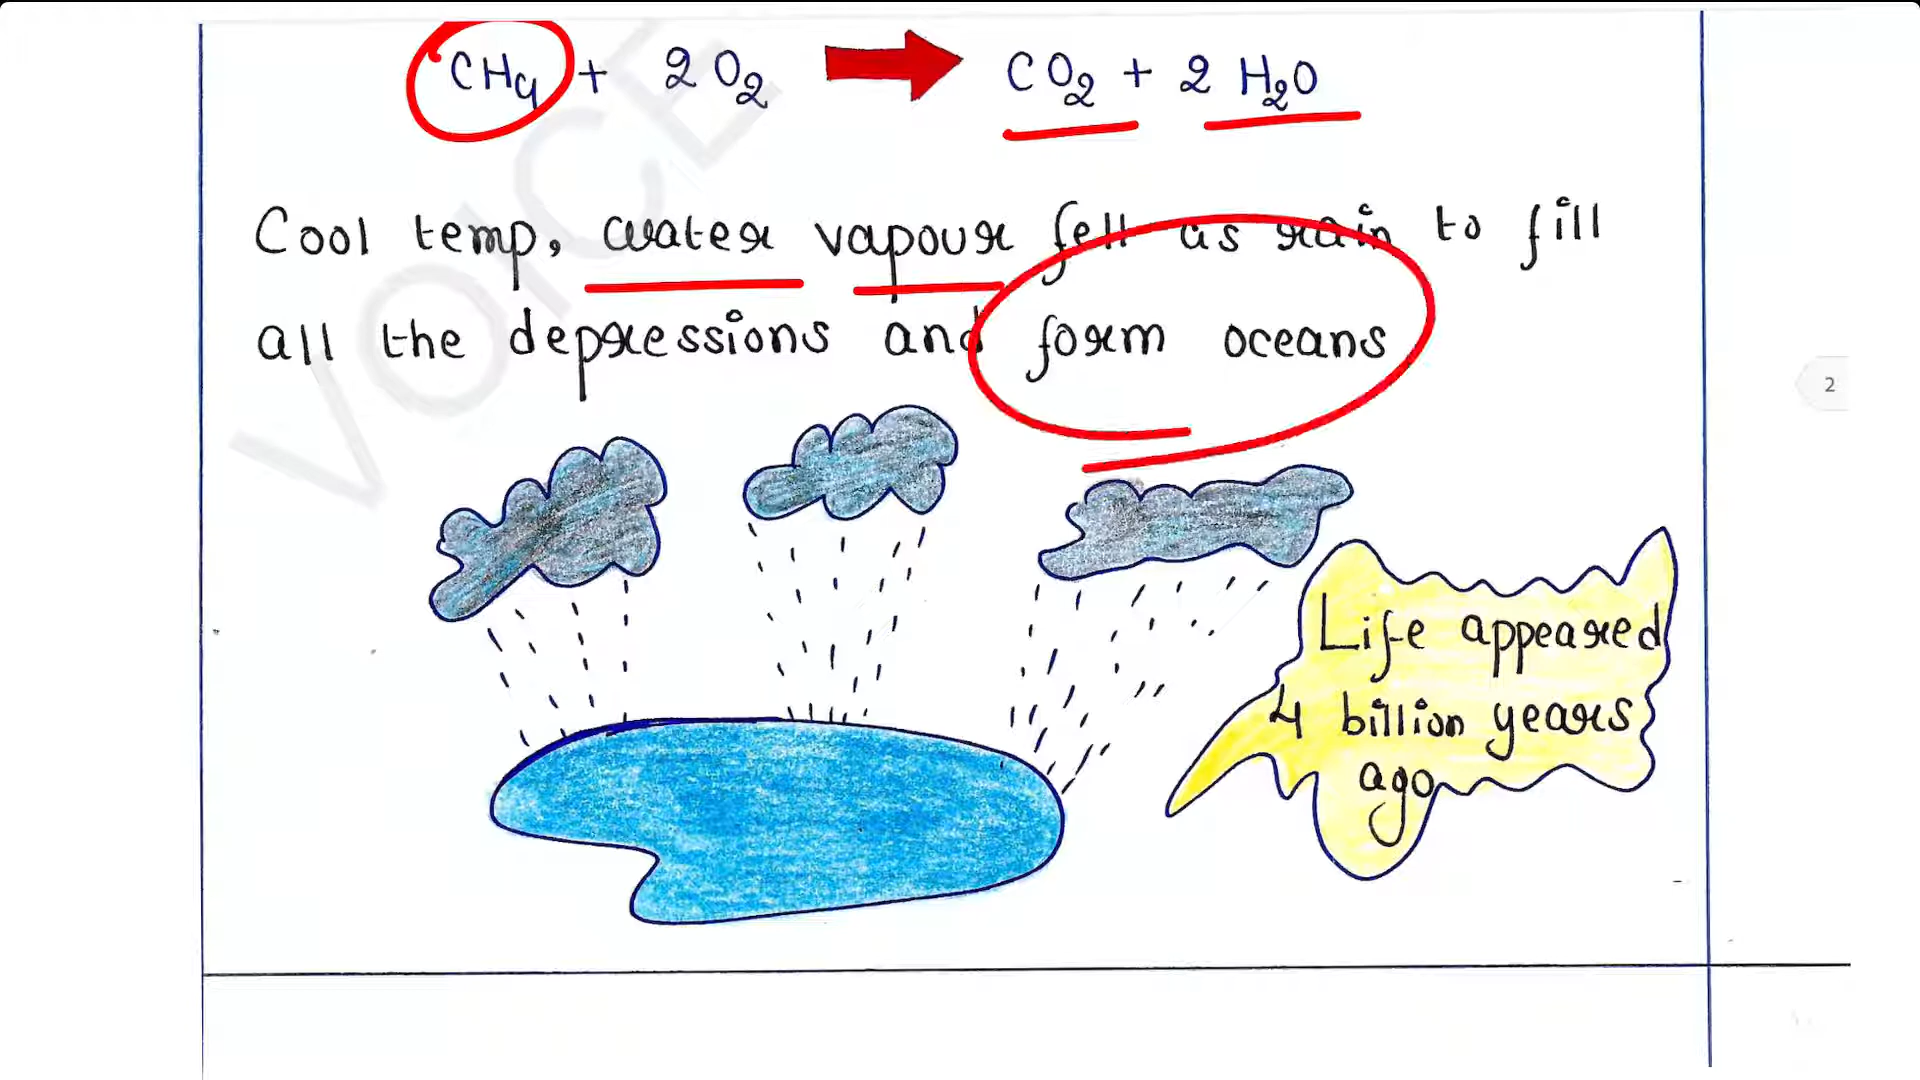 CH₄ + 2O₂ → CO₂ + 2H₂O
Cool temp, water vapour fell as rain to fill
all the depressions and form oceans
Life appeared
4 billion years
ago
2
VOICE